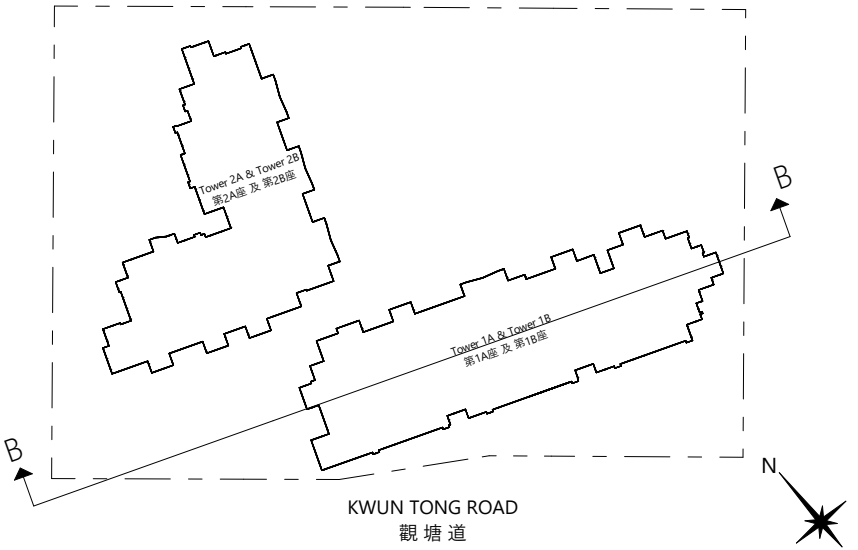 Tower 2A & Tower 2B
第2A座 及 第2B座
B
Tower 1A & Tower 1B
第1A座 及 第1B座
B
N
KWUN TONG ROAD
觀塘道